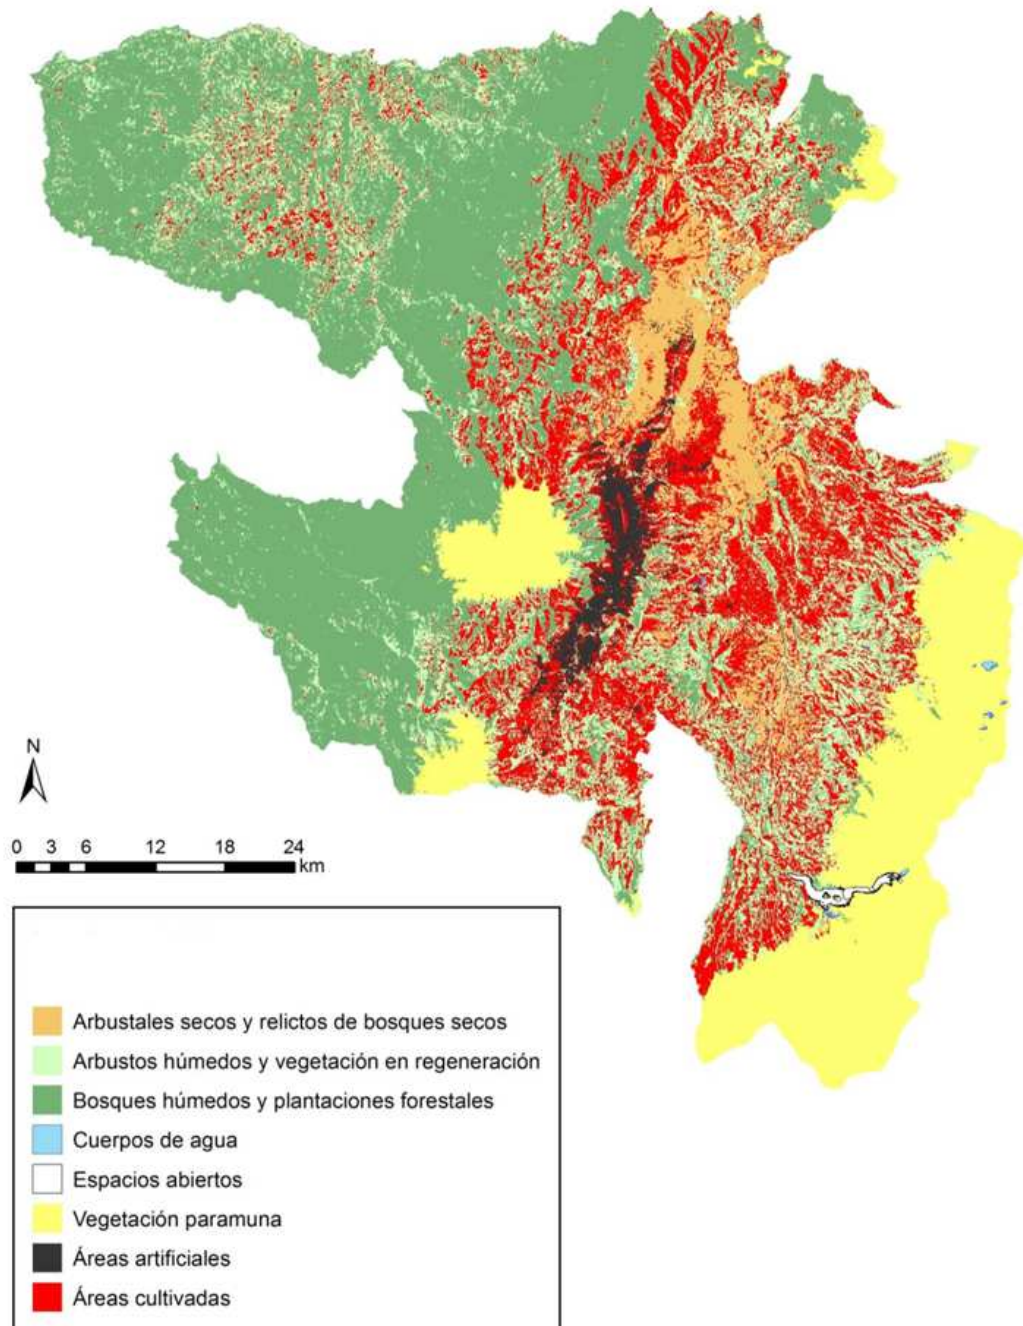 N
0 3 6 12 18 24
km
Arbustales secos y relictos de bosques secos
Arbustos húmedos y vegetación en regeneración
Bosques húmedos y plantaciones forestales
Cuerpos de agua
Espacios abiertos
Vegetación paramuna
Áreas artificiales
Áreas cultivadas